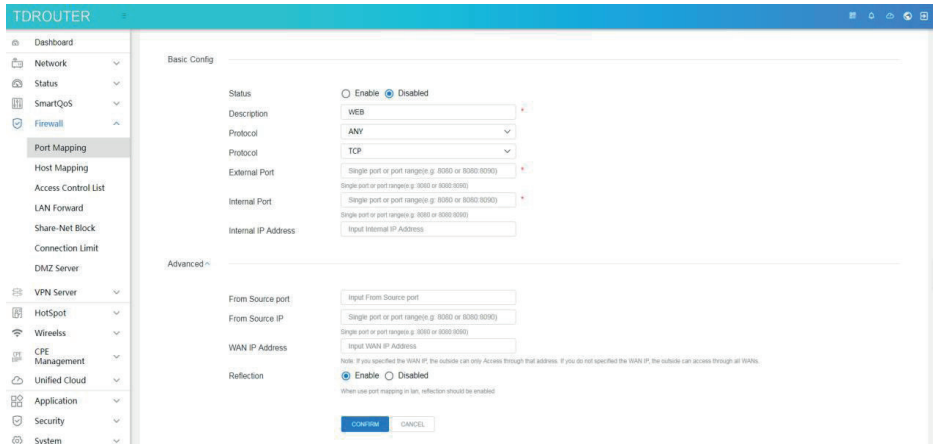 TDROUTER
Dashboard
Network
Status
SmartQoS
Firewall
Port Mapping
Host Mapping
Access Control List
LAN Forward
Share-Net Block
Connection Limit
DMZ Server
VPN Server
HotSpot
Wireelss
CPE
Management
Unified Cloud
Application
Security
System
Basic Config
Status Enable Disabled
Description WEB *
Protocol ANY
Protocol TCP
External Port Single port or port range(e.g: 8080 or 8080:8090) *
Single port or port range(e.g: 8080 or 8080:8090)
Internal Port Single port or port range(e.g: 8080 or 8080:8090) *
Single port or port range(e.g: 8080 or 8080:8090)
Internal IP Address Input Internal IP Address
Advanced
From Source port Input From Source port
From Source IP Single port or port range(e.g: 8080 or 8080:8090)
Single port or port range(e.g: 8080 or 8080:8090)
WAN IP Address Input WAN IP Address
Note: If you specified the WAN IP, the outside can only Access through that address. If you do not specified the WAN IP, the outside can access through all WANs.
Reflection Enable Disabled
When use port mapping in lan, reflection should be enabled
CONFIRM CANCEL